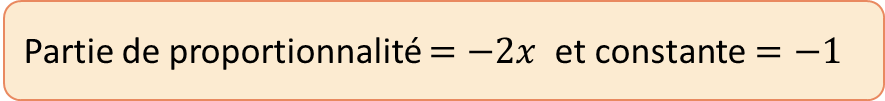 Partie de proportionnalité = −2𝑥 et constante = −1